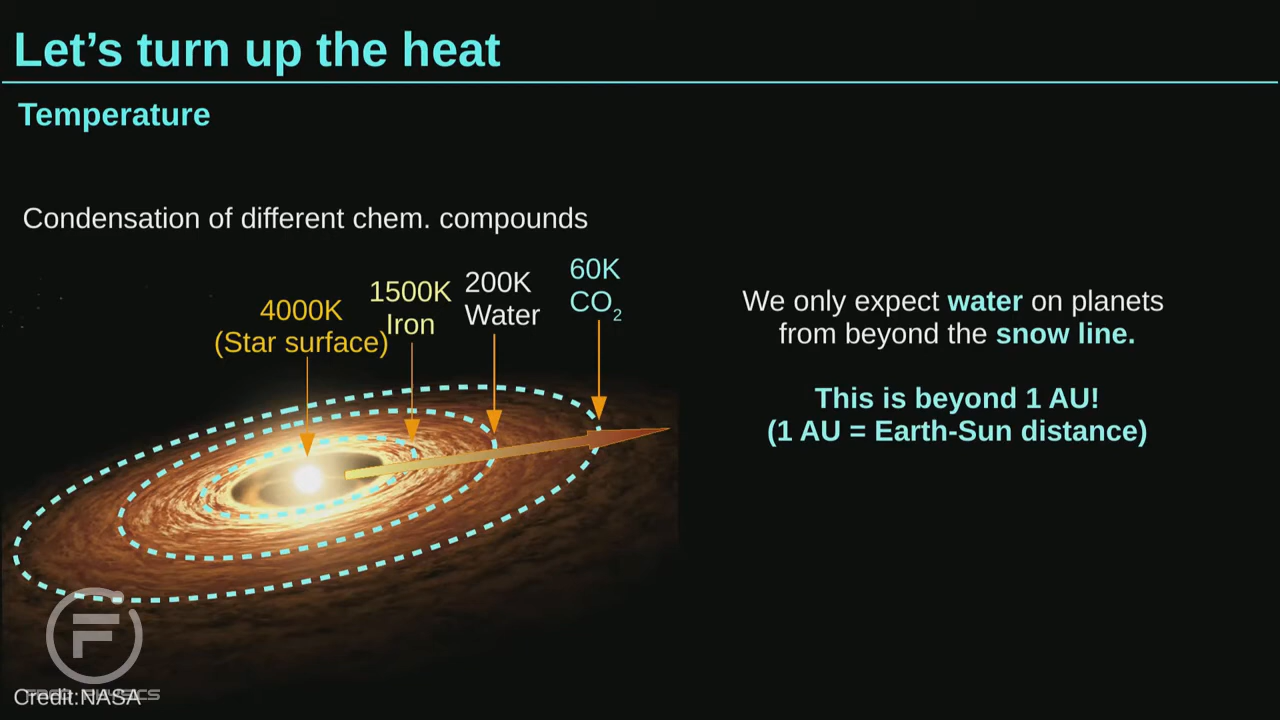 Let’s turn up the heat
Temperature
Condensation of different chem. compounds
4000K
(Star surface)
1500K
Iron
200K
Water
60K
CO₂
We only expect water on planets
from beyond the snow line.
This is beyond 1 AU!
(1 AU = Earth-Sun distance)
Credit:NASA